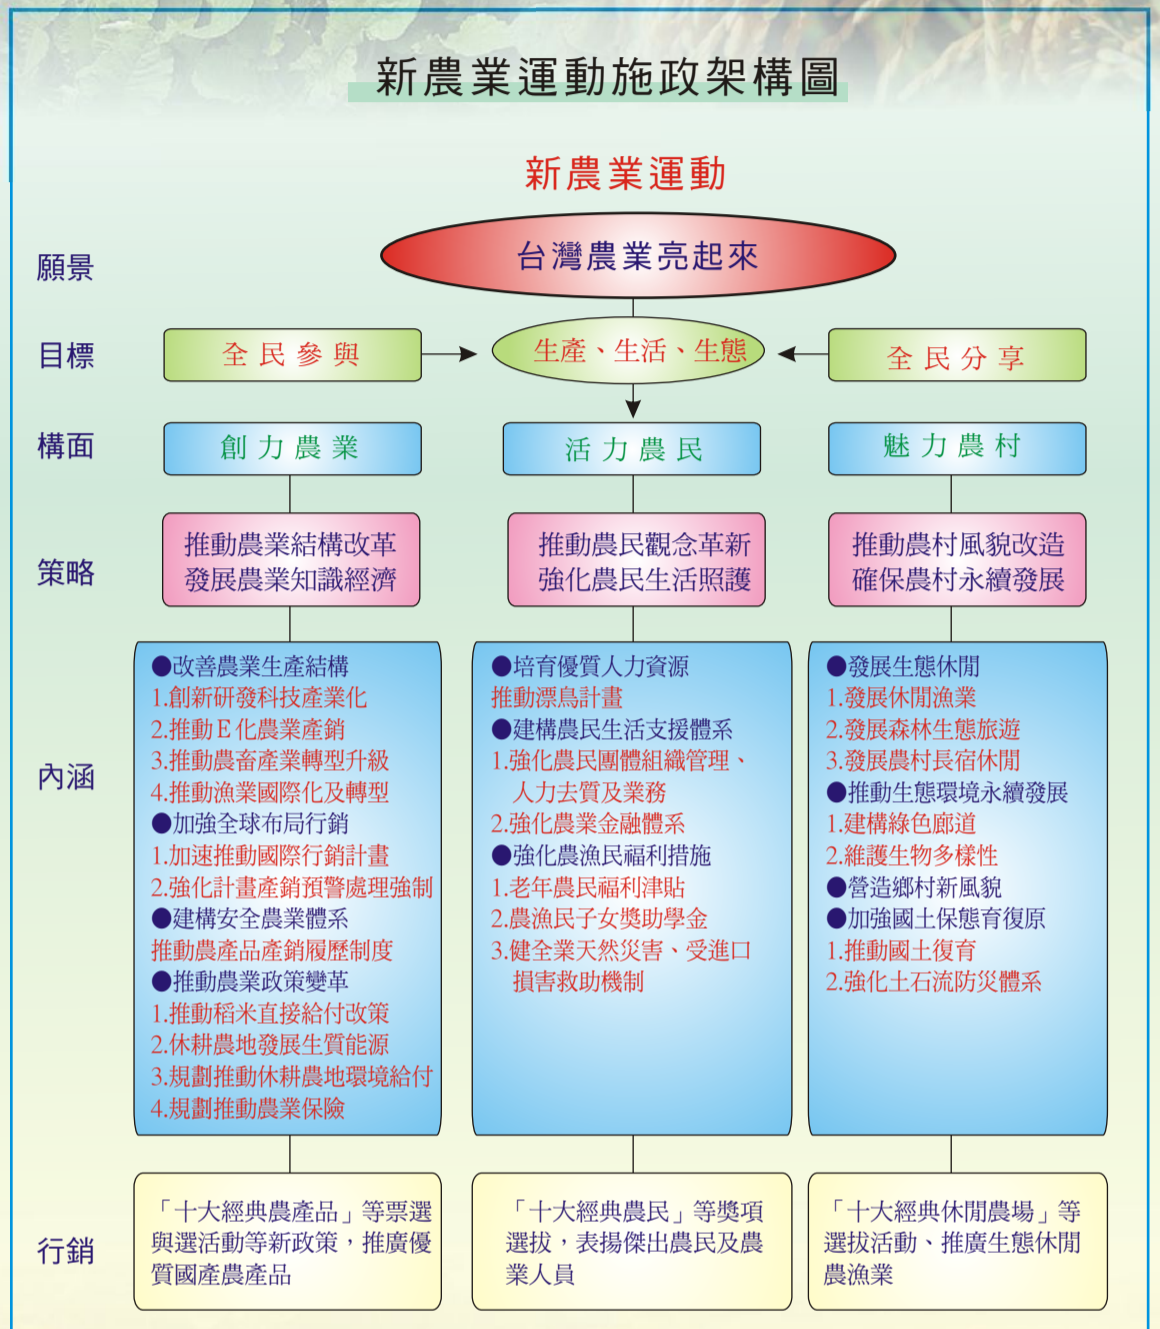 新農業運動施政架構圖
新農業運動
願景
台灣農業亮起來
目標
全民參與
生產、生活、生態
全民分享
構面
創力農業
活力農民
魅力農村
策略
推動農業結構改革
發展農業知識經濟
推動農民觀念革新
強化農民生活照護
推動農村風貌改造
確保農村永續發展
內涵
●改善農業生產結構
1.創新研發科技產業化
2.推動E化農業產銷
3.推動農畜產業轉型升級
4.推動漁業國際化及轉型
●加強全球布局行銷
1.加速推動國際行銷計畫
2.強化計畫產銷預警處理強制
●建構安全農業體系
推動農產品產銷履歷制度
●推動農業政策變革
1.推動稻米直接給付改策
2.休耕農地發展生質能源
3.規劃推動休耕農地環境給付
4.規劃推動農業保險
●培育優質人力資源
推動漂鳥計畫
●建構農民生活支援體系
1.強化農民團體組織管理、
人力去質及業務
2.強化農業金融體系
●強化農漁民福利措施
1.老年農民福利津貼
2.農漁民子女獎助學金
3.健全業天然災害、受進口
損害救助機制
●發展生態休閒
1.發展休閒漁業
2.發展森林生態旅遊
3.發展農村長宿休閒
●推動生態環境永續發展
1.建構綠色廊道
2.維護生物多樣性
●營造鄉村新風貌
●加強國土保態育復原
1.推動國土復育
2.強化土石流防災體系
行銷
「十大經典農產品」等票選
與選活動等新政策，推廣優
質國產農產品
「十大經典農民」等獎項
選拔，表揚傑出農民及農
業人員
「十大經典休閒農場」等
選拔活動、推廣生態休閒
農漁業